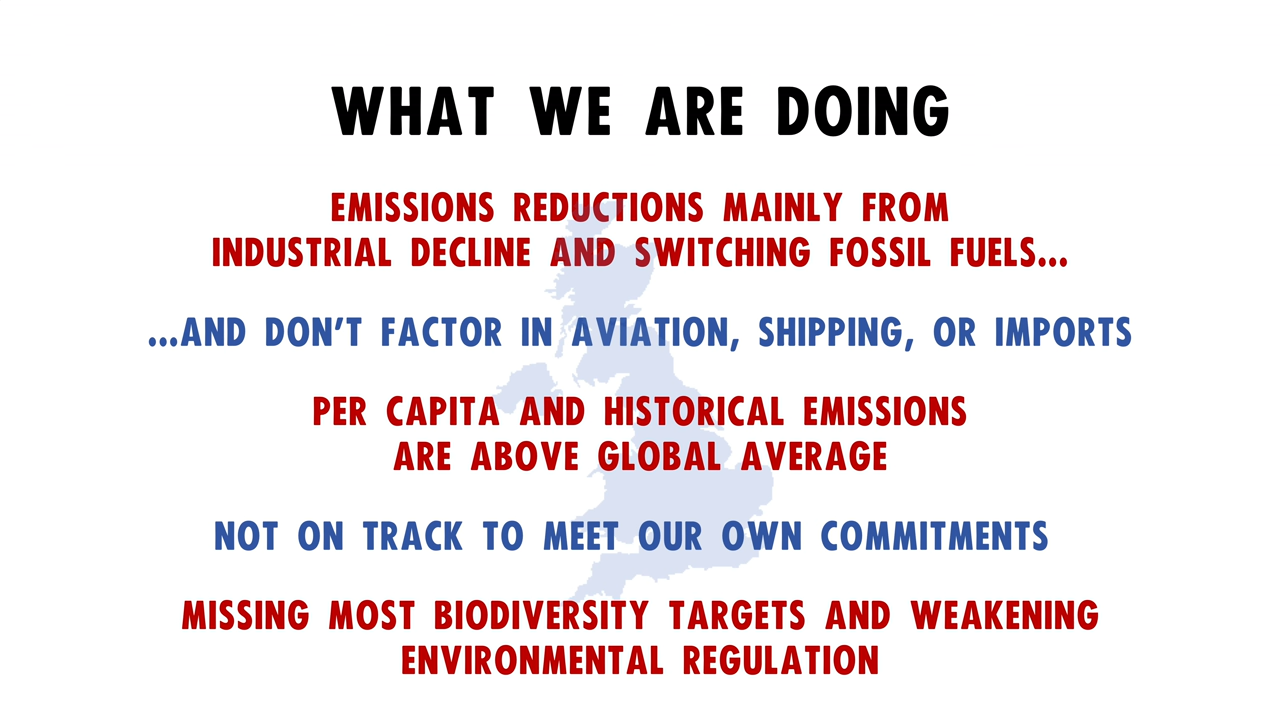 WHAT WE ARE DOING
EMISSIONS REDUCTIONS MAINLY FROM
INDUSTRIAL DECLINE AND SWITCHING FOSSIL FUELS...
...AND DON’T FACTOR IN AVIATION, SHIPPING, OR IMPORTS
PER CAPITA AND HISTORICAL EMISSIONS
ARE ABOVE GLOBAL AVERAGE
NOT ON TRACK TO MEET OUR OWN COMMITMENTS
MISSING MOST BIODIVERSITY TARGETS AND WEAKENING
ENVIRONMENTAL REGULATION